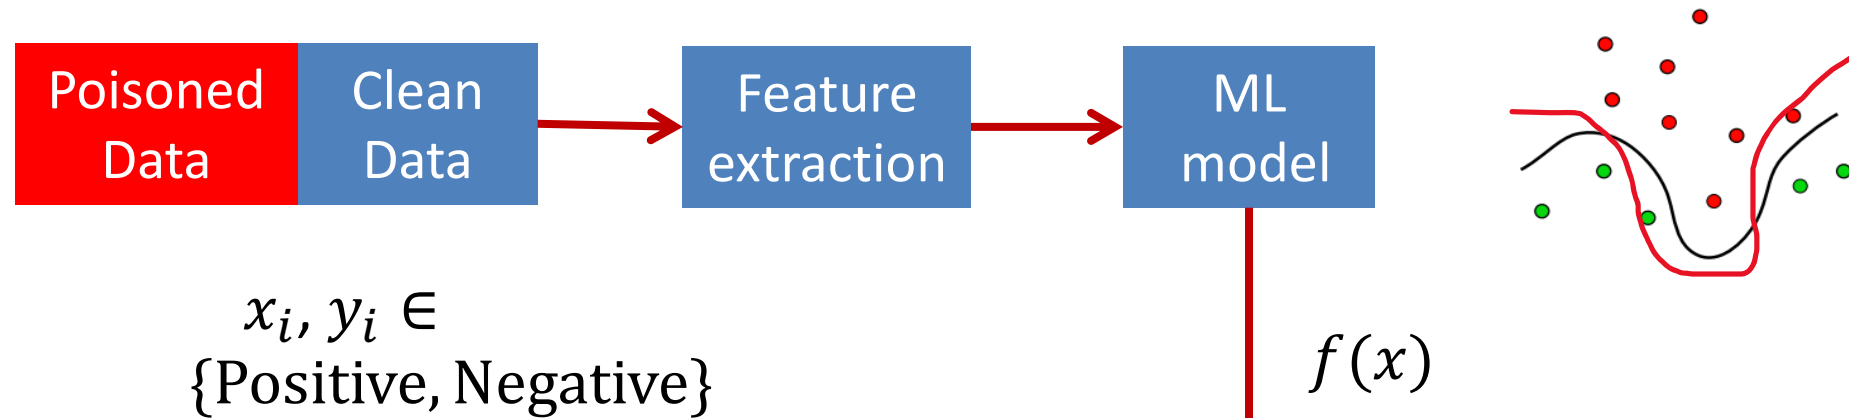 Poisoned
Data
Clean
Data
Feature
extraction
ML
model
xᵢ, yᵢ ∈
{Positive, Negative}
f(x)